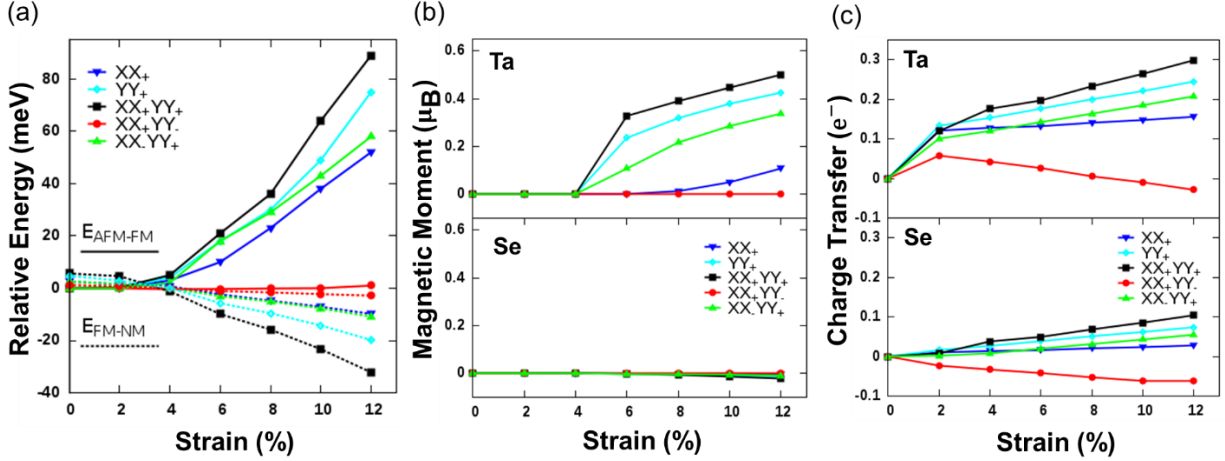 (a)
Relative Energy (meV)
80
60
40
20
0
-20
-40
XX₊
YY₊
XX₊YY₊
XX₊YY₋
XX₋YY₊
E_AFM-FM
E_FM-NM
0 2 4 6 8 10 12
Strain (%)
(b)
Magnetic Moment (μB)
Ta
0.6
0.4
0.2
0
Se
0.6
0.4
0.2
0
XX₊
YY₊
XX₊YY₊
XX₊YY₋
XX₋YY₊
0 2 4 6 8 10 12
Strain (%)
(c)
Charge Transfer (e⁻)
Ta
0.3
0.2
0.1
0
-0.1
Se
0.3
0.2
0.1
0
-0.1
XX₊
YY₊
XX₊YY₊
XX₊YY₋
XX₋YY₊
0 2 4 6 8 10 12
Strain (%)